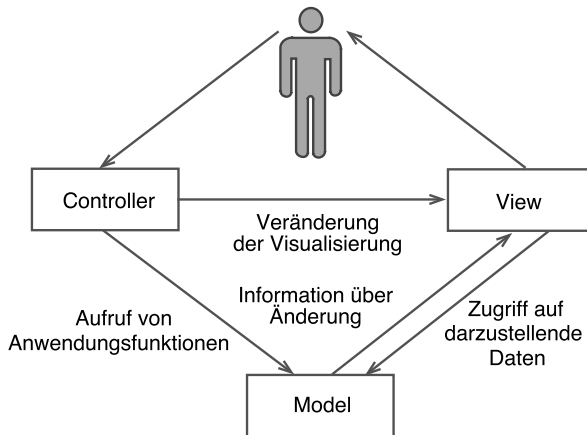 Controller
View
Veränderung
der Visualisierung
Aufruf von
Anwendungsfunktionen
Information über
Änderung
Zugriff auf
darzustellende
Daten
Model